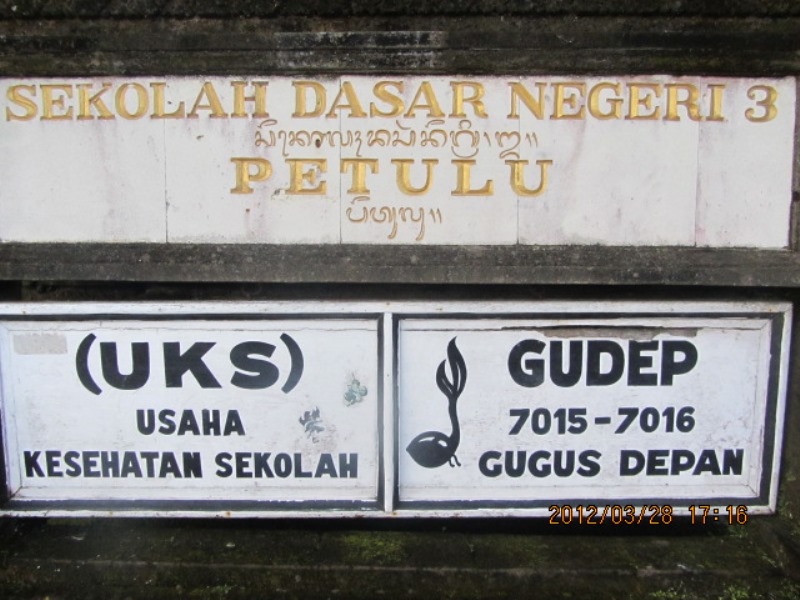 SEKOLAH DASAR NEGERI 3
PETULU
(UKS)
USAHA
KESEHATAN SEKOLAH
GUDEP
7015-7016
GUGUS DEPAN
2012/03/28 17:16